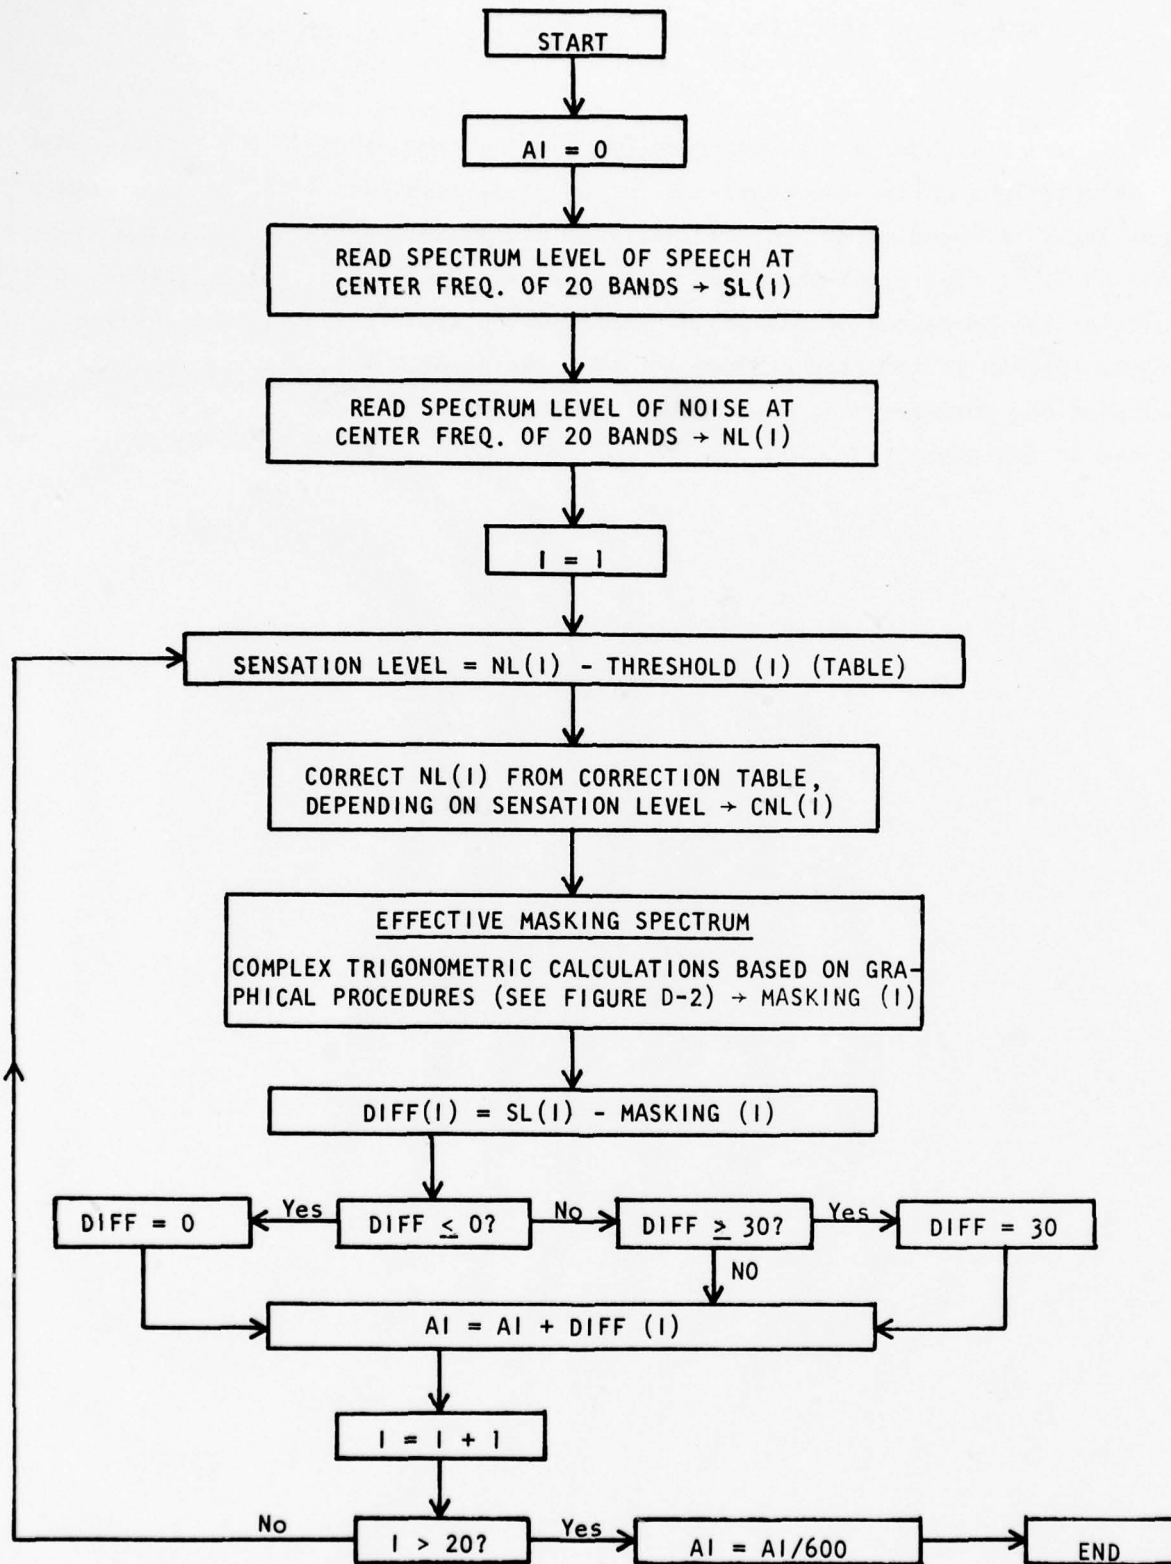 START
AI = 0
READ SPECTRUM LEVEL OF SPEECH AT
CENTER FREQ. OF 20 BANDS → SL(I)
READ SPECTRUM LEVEL OF NOISE AT
CENTER FREQ. OF 20 BANDS → NL(I)
I = 1
SENSATION LEVEL = NL(I) - THRESHOLD (I) (TABLE)
CORRECT NL(I) FROM CORRECTION TABLE,
DEPENDING ON SENSATION LEVEL → CNL(I)
EFFECTIVE MASKING SPECTRUM
COMPLEX TRIGONOMETRIC CALCULATIONS BASED ON GRA-
PHICAL PROCEDURES (SEE FIGURE D-2) → MASKING (I)
DIFF(I) = SL(I) - MASKING (I)
DIFF = 0
Yes
DIFF ≤ 0?
No
DIFF ≥ 30?
Yes
DIFF = 30
NO
AI = AI + DIFF (I)
I = I + 1
No
I > 20?
Yes
AI = AI/600
END